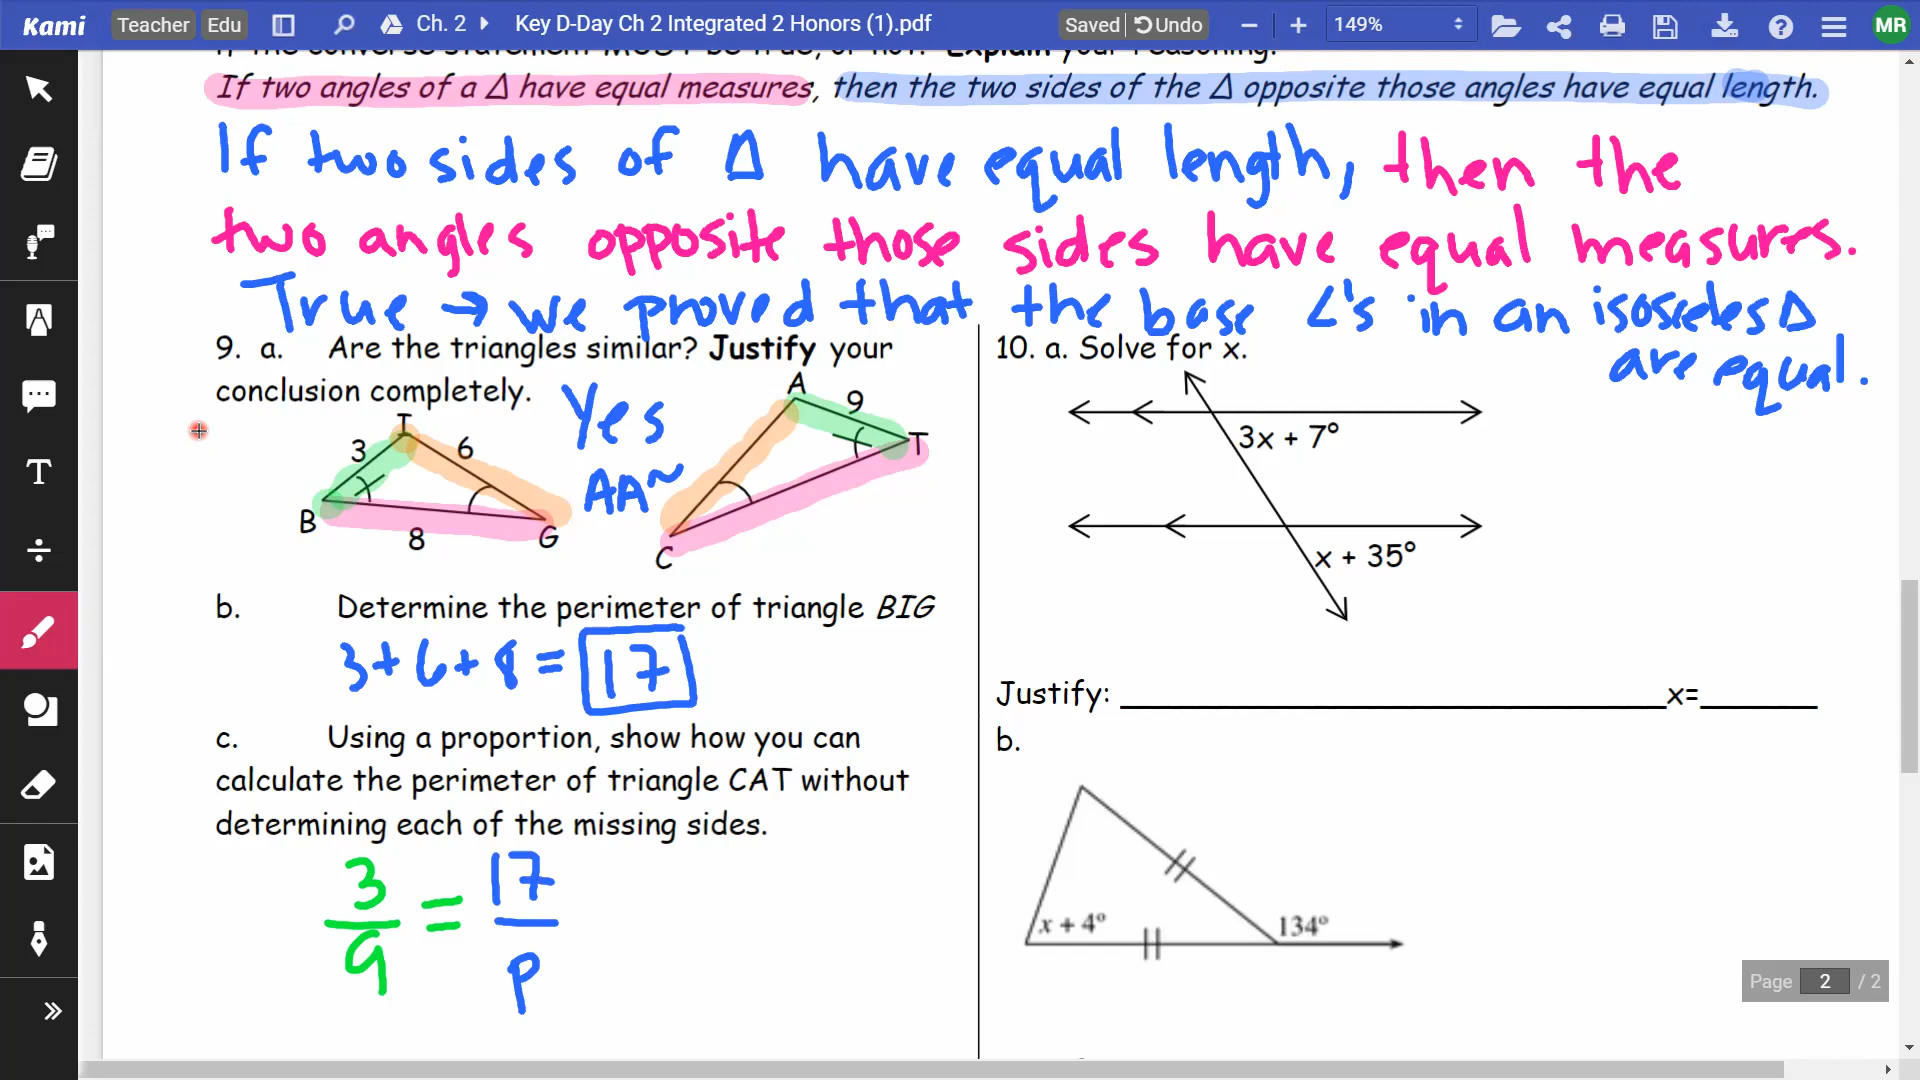 Kami Teacher Edu Ch. 2 Key D-Day Ch 2 Integrated 2 Honors (1).pdf Saved Undo 149% MR
If two angles of a Δ have equal measures, then the two sides of the Δ opposite those angles have equal length.
If two sides of Δ have equal length, then the
two angles opposite those sides have equal measures.
True → we proved that the base ∠'s in an isosceles Δ
are equal.
9. a. Are the triangles similar? Justify your
conclusion completely.
Yes
AA~
I
3
6
B
8
G
A
9
T
C
b. Determine the perimeter of triangle BIG
3+6+8= 17
c. Using a proportion, show how you can
calculate the perimeter of triangle CAT without
determining each of the missing sides.
3/9 = 17/p
10. a. Solve for x.
3x + 7°
x + 35°
Justify: ______________________________ x=______
b.
x + 4°
134°
Page 2 / 2